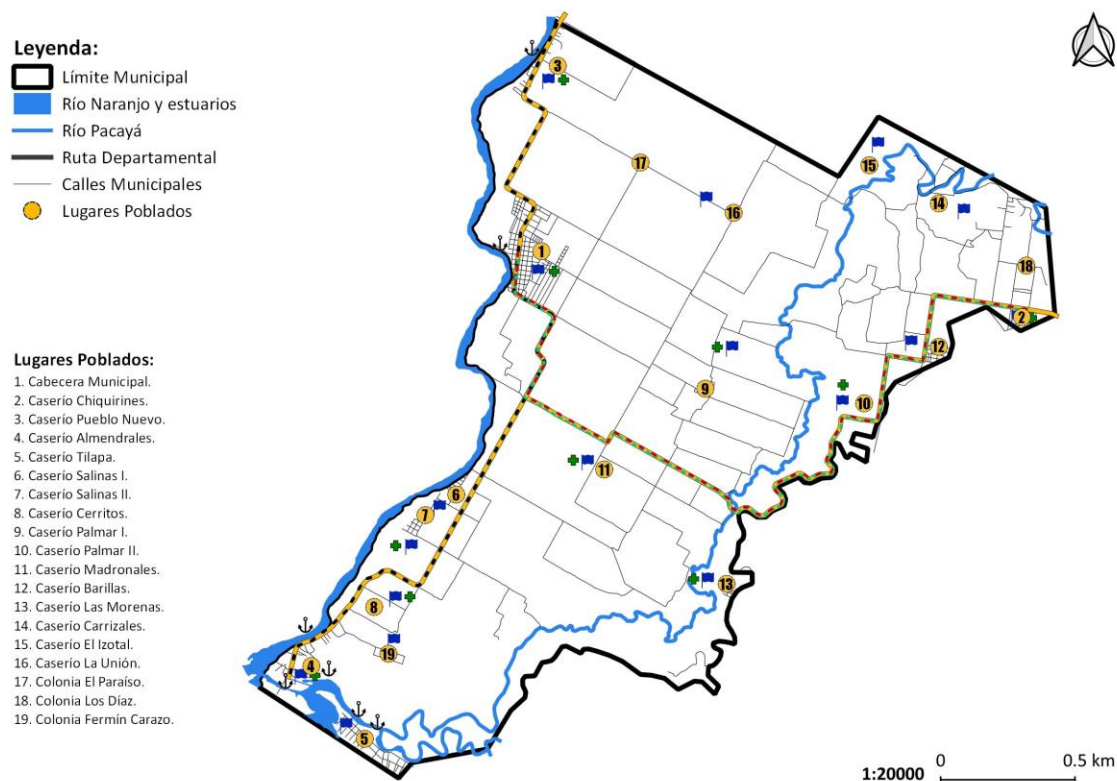 Leyenda:
Límite Municipal
Río Naranjo y estuarios
Río Pacayá
Ruta Departamental
Calles Municipales
Lugares Poblados
Lugares Poblados:
1. Cabecera Municipal.
2. Caserío Chiquirines.
3. Caserío Pueblo Nuevo.
4. Caserío Almendrales.
5. Caserío Tilapa.
6. Caserío Salinas I.
7. Caserío Salinas II.
8. Caserío Cerritos.
9. Caserío Palmar I.
10. Caserío Palmar II.
11. Caserío Madronales.
12. Caserío Barillas.
13. Caserío Las Morenas.
14. Caserío Carrizales.
15. Caserío El Izotal.
16. Caserío La Unión.
17. Colonia El Paraíso.
18. Colonia Los Díaz.
19. Colonia Fermín Carazo.
3
15
17
14
16
1
18
2
12
9
10
11
6
7
13
8
19
4
5
0 0.5 km
1:20000